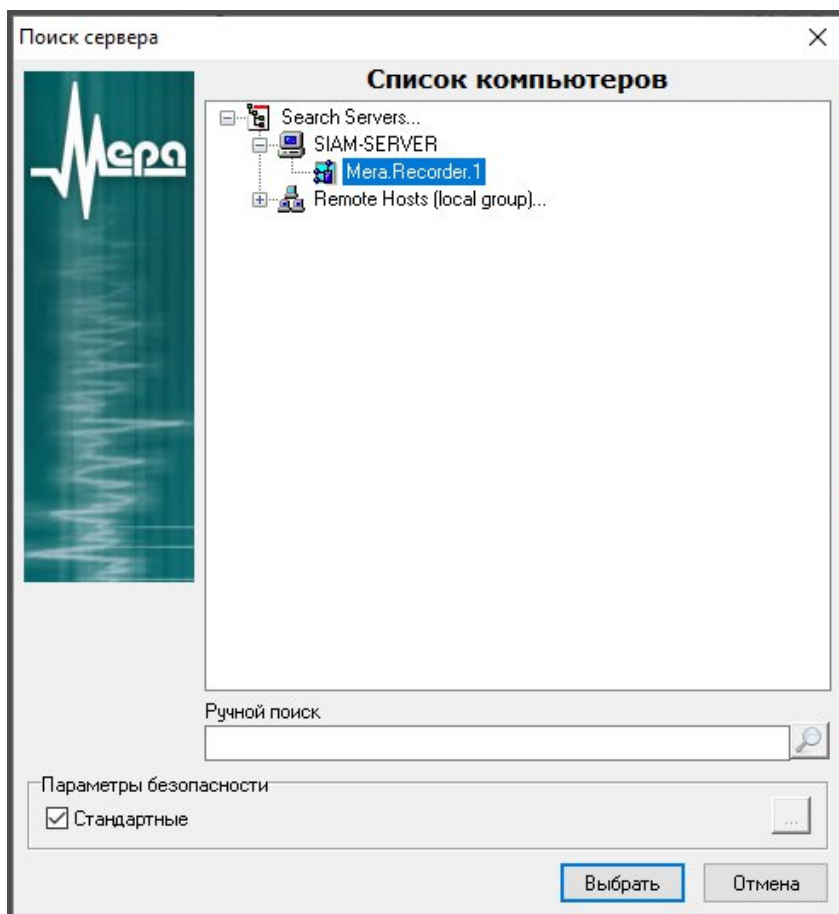 Поиск сервера
Мера
Список компьютеров
Search Servers...
SIAM-SERVER
Mera.Recorder.1
Remote Hosts (local group)...
Ручной поиск
Параметры безопасности
Стандартные
...
Выбрать
Отмена